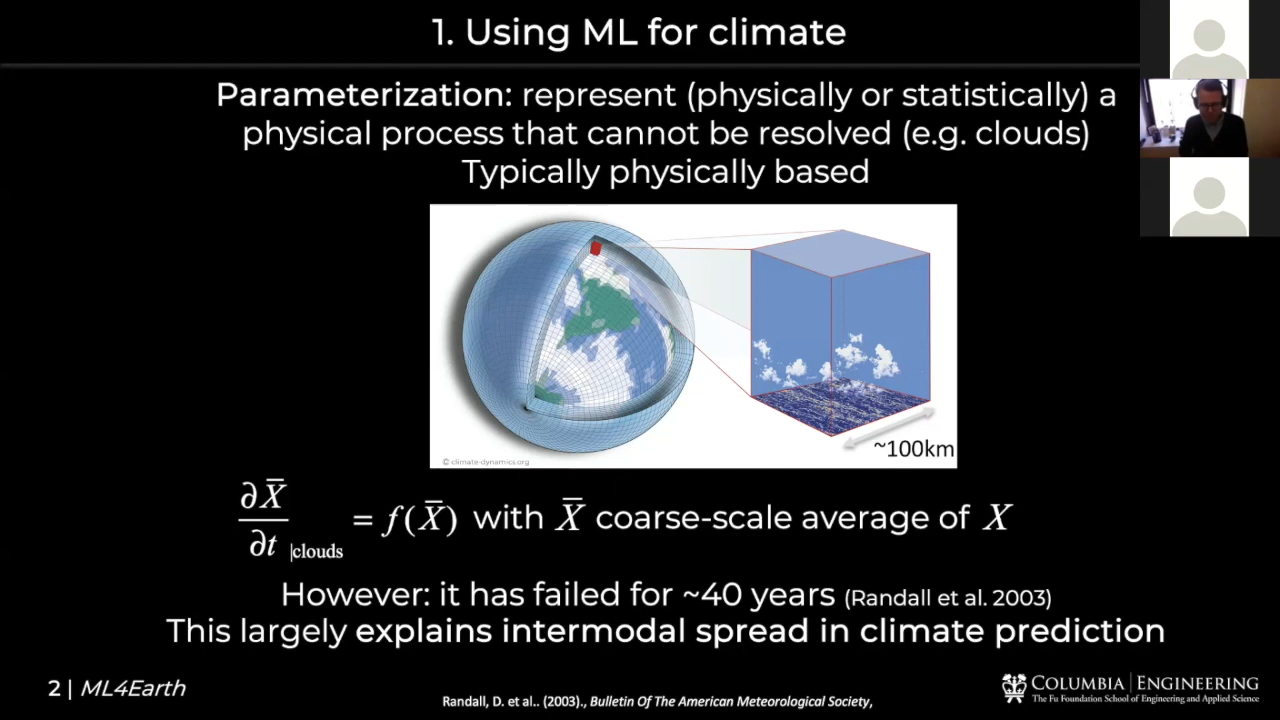 1. Using ML for climate
Parameterization: represent (physically or statistically) a
physical process that cannot be resolved (e.g. clouds)
Typically physically based
~100km
© climate-dynamics.org
∂X̅/∂t |clouds = f(X̅) with X̅ coarse-scale average of X
However: it has failed for ~40 years (Randall et al. 2003)
This largely explains intermodal spread in climate prediction
2 | ML4Earth
Randall, D. et al.. (2003)., Bulletin Of The American Meteorological Society,
COLUMBIA | ENGINEERING
The Fu Foundation School of Engineering and Applied Science